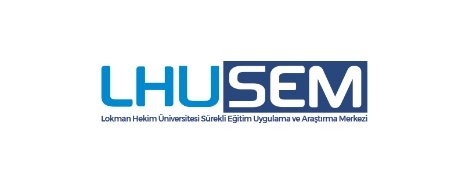 LHUSEM
Lokman Hekim Üniversitesi Sürekli Eğitim Uygulama ve Araştırma Merkezi